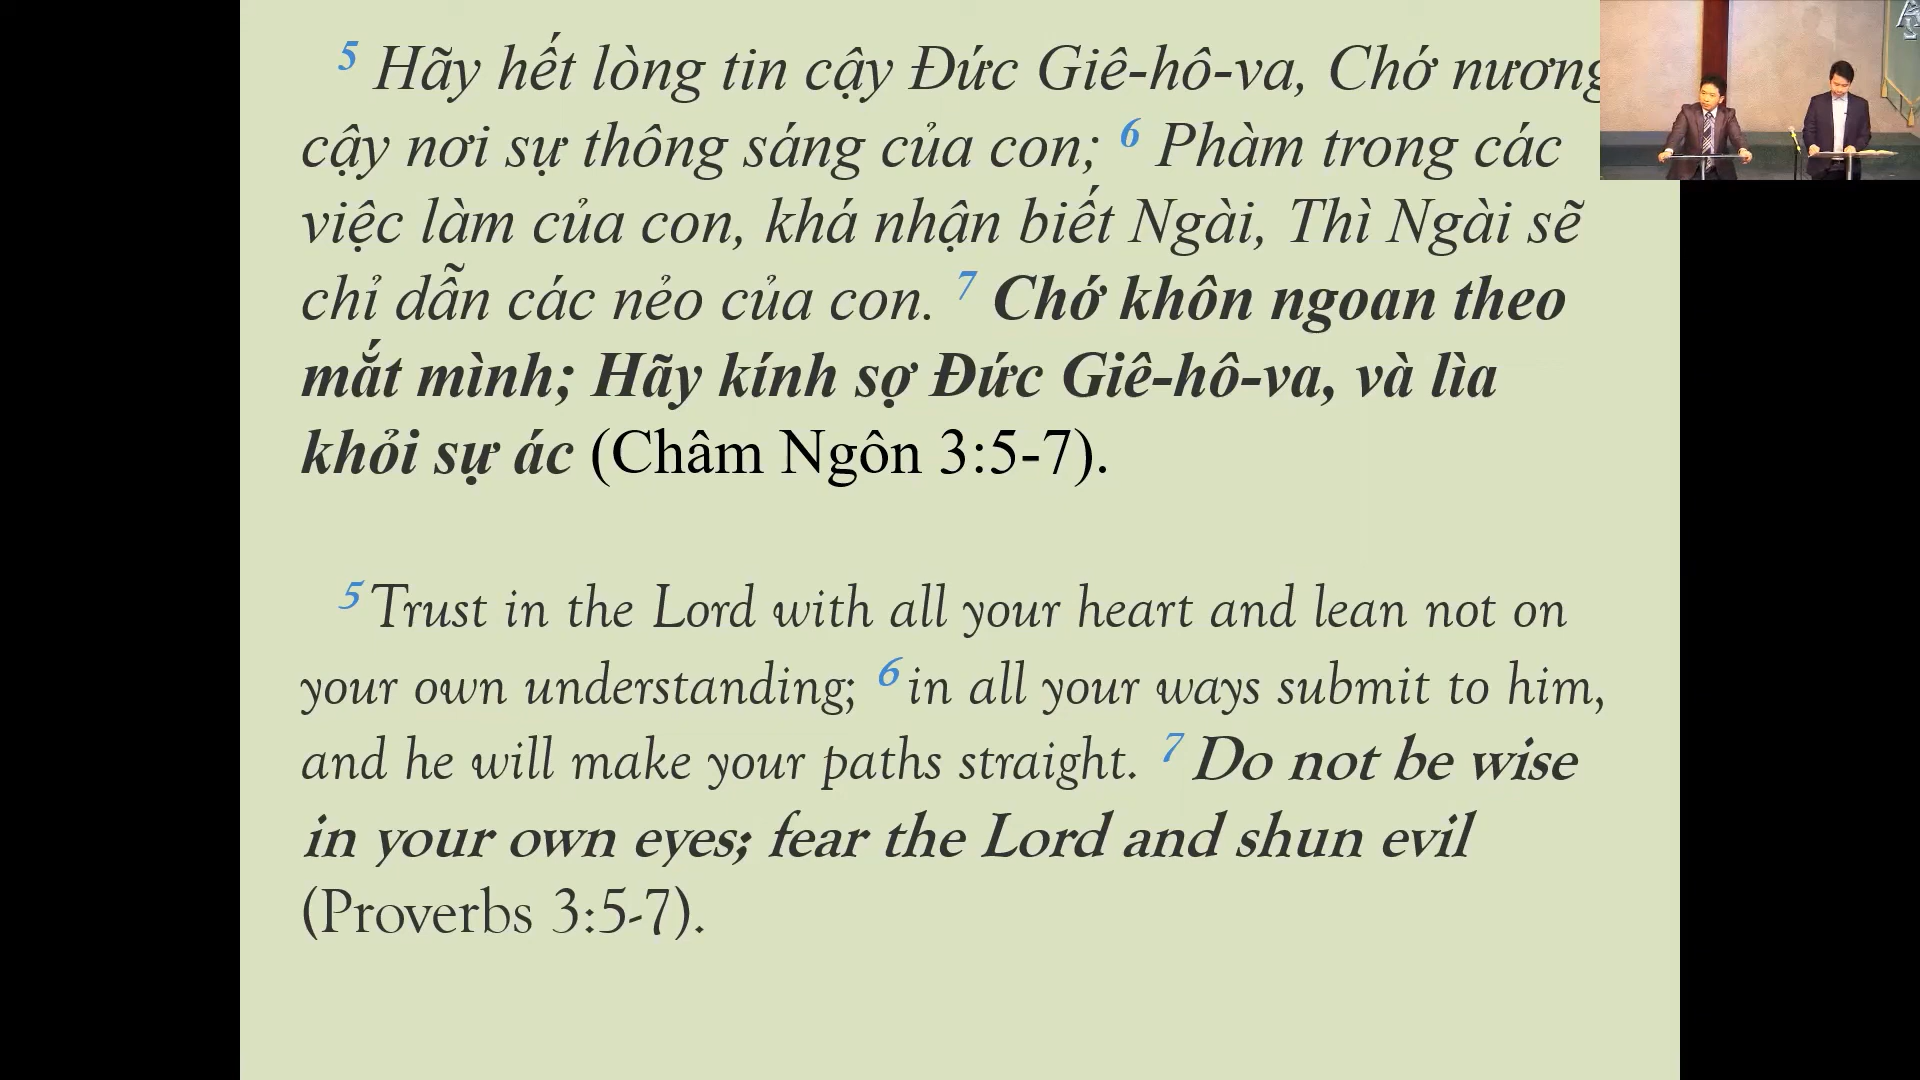 5 Hãy hết lòng tin cậy Đức Giê-hô-va, Chớ nương
cậy nơi sự thông sáng của con; 6 Phàm trong các
việc làm của con, khá nhận biết Ngài, Thì Ngài sẽ
chỉ dẫn các nẻo của con. 7 Chớ khôn ngoan theo
mắt mình; Hãy kính sợ Đức Giê-hô-va, và lìa
khỏi sự ác (Châm Ngôn 3:5-7).
5 Trust in the Lord with all your heart and lean not on
your own understanding; 6 in all your ways submit to him,
and he will make your paths straight. 7 Do not be wise
in your own eyes; fear the Lord and shun evil
(Proverbs 3:5-7).